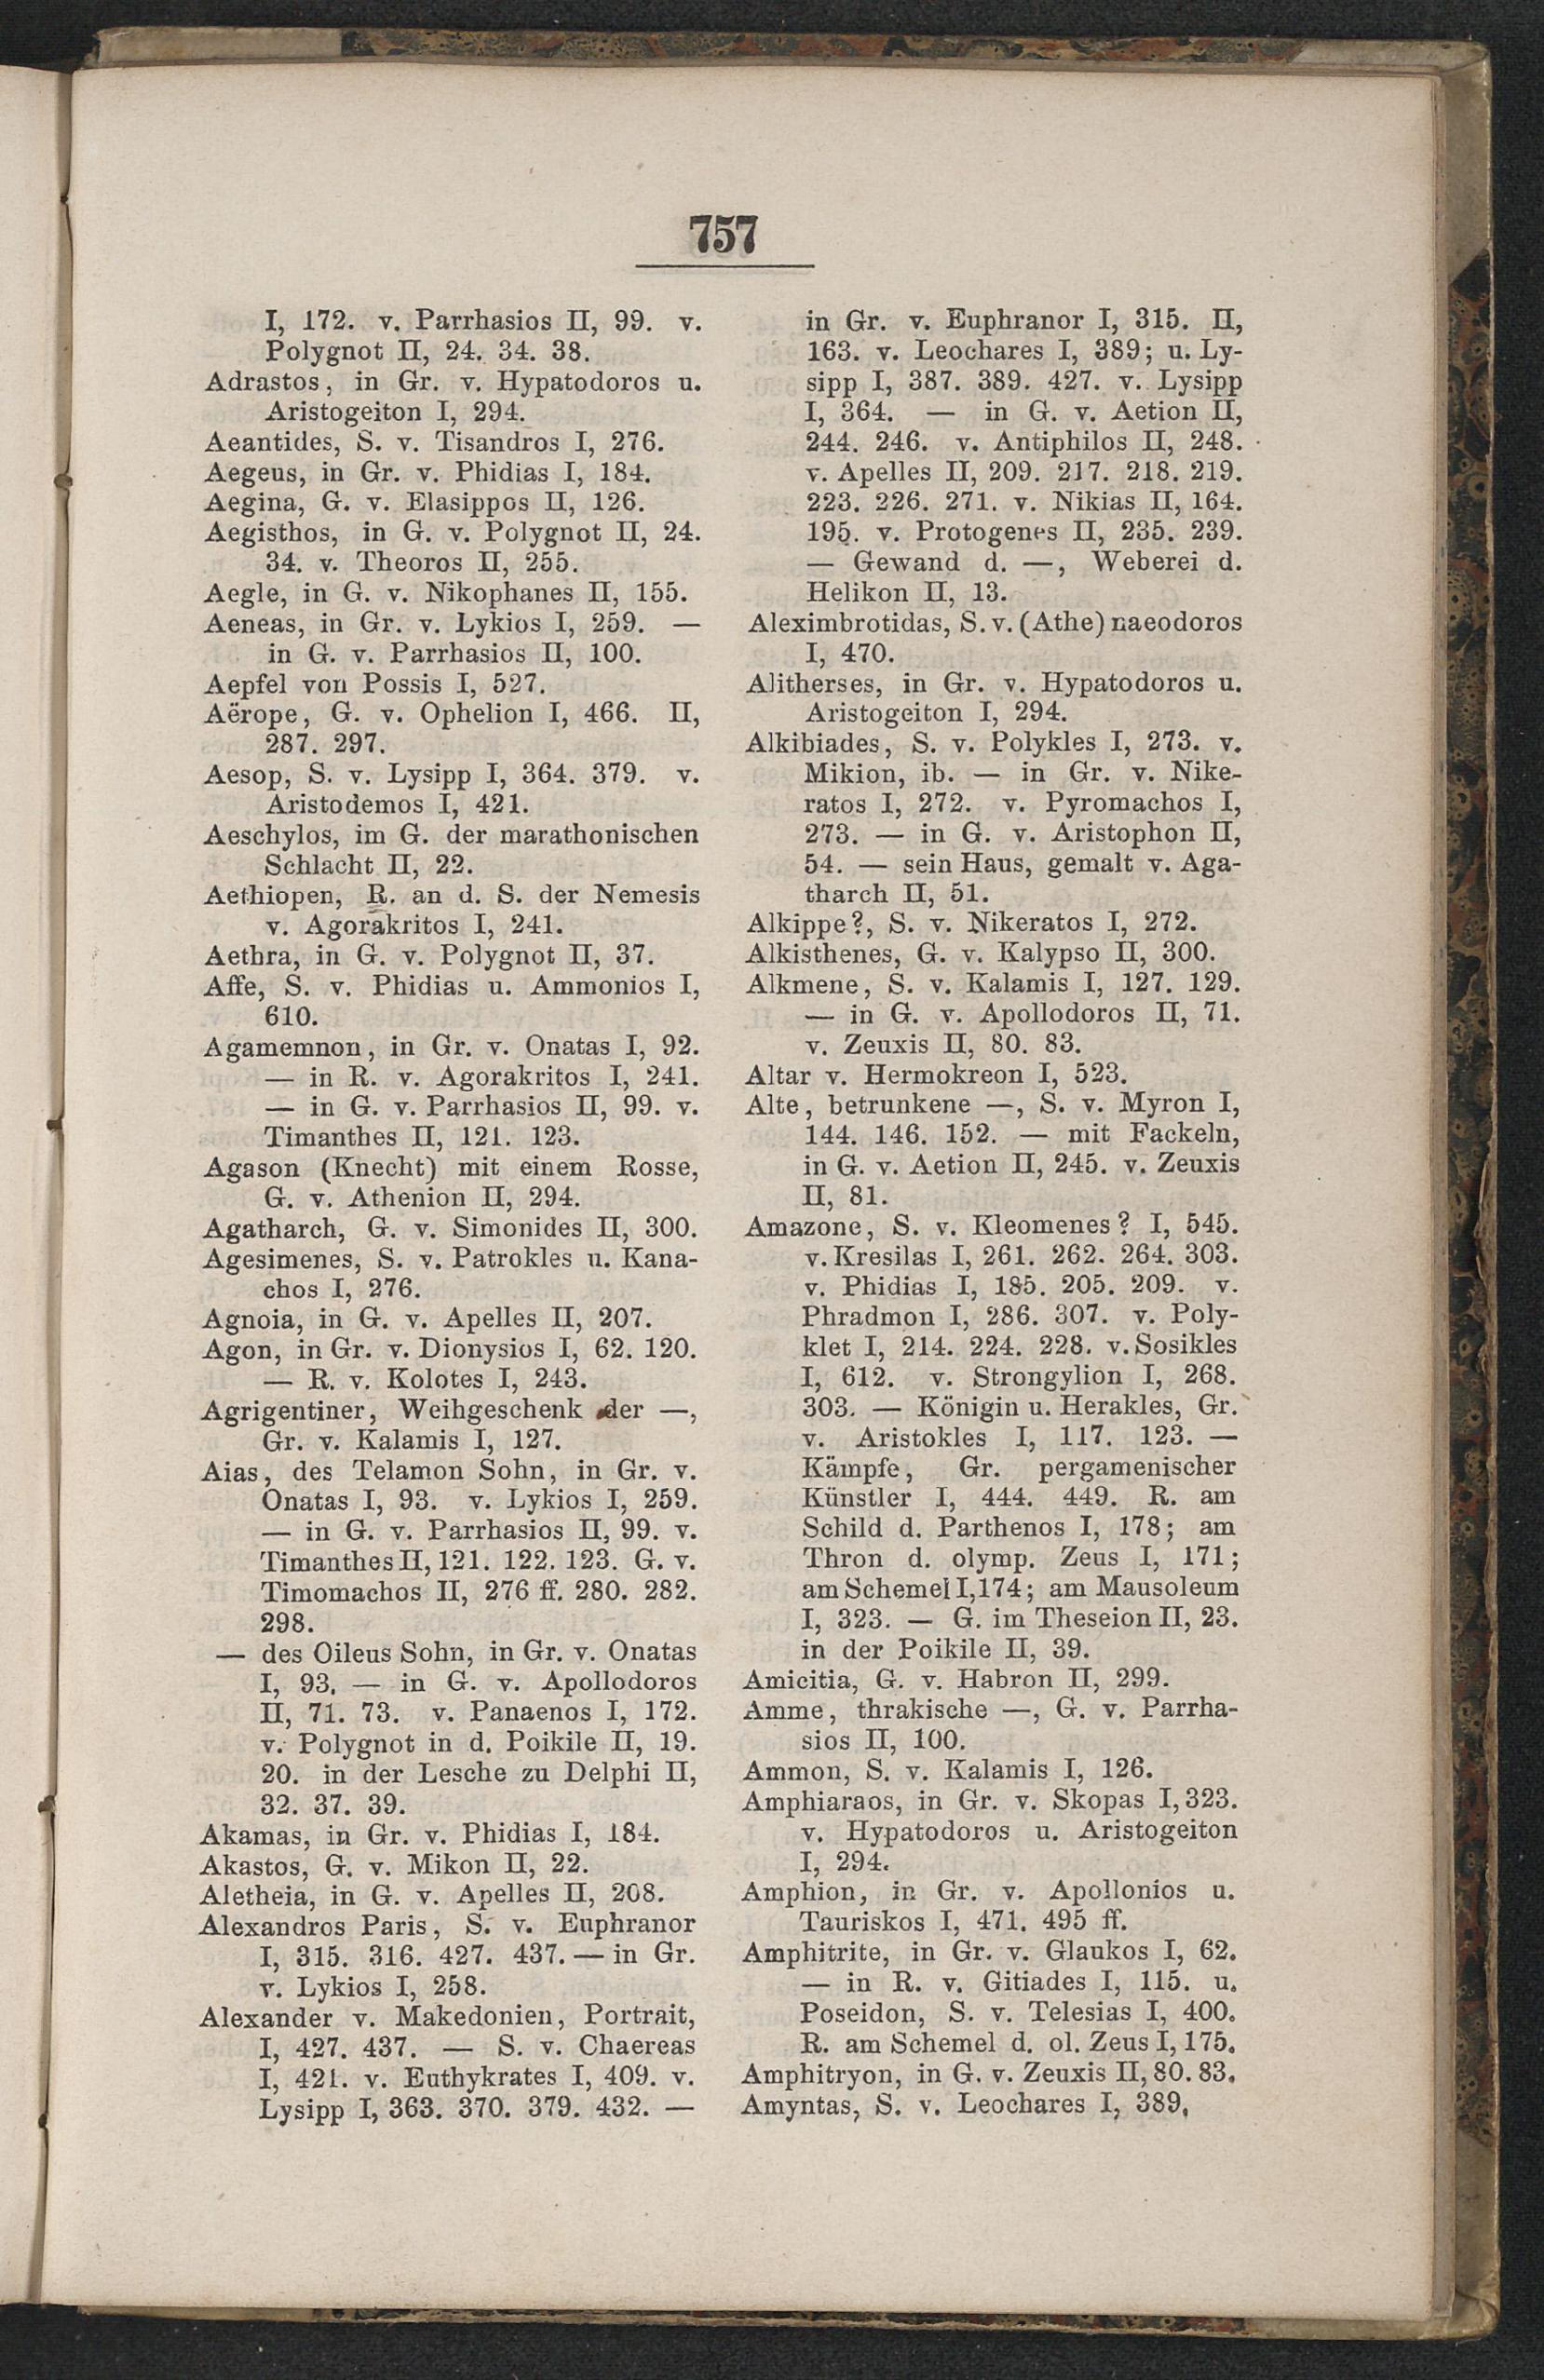 757
I, 172. v. Parrhasios II, 99. v.
Polygnot II, 24. 34. 38.
Adrastos, in Gr. v. Hypatodoros u.
Aristogeiton I, 294.
Aeantides, S. v. Tisandros I, 276.
Aegeus, in Gr. v. Phidias I, 184.
Aegina, G. v. Elasippos II, 126.
Aegisthos, in G. v. Polygnot II, 24.
34. v. Theoros II, 255.
Aegle, in G. v. Nikophanes II, 155.
Aeneas, in Gr. v. Lykios I, 259. —
in G. v. Parrhasios II, 100.
Aepfel von Possis I, 527.
Aërope, G. v. Ophelion I, 466. II,
287. 297.
Aesop, S. v. Lysipp I, 364. 379. v.
Aristodemos I, 421.
Aeschylos, im G. der marathonischen
Schlacht II, 22.
Aethiopen, R. an d. S. der Nemesis
v. Agorakritos I, 241.
Aethra, in G. v. Polygnot II, 37.
Affe, S. v. Phidias u. Ammonios I,
610.
Agamemnon, in Gr. v. Onatas I, 92.
— in R. v. Agorakritos I, 241.
— in G. v. Parrhasios II, 99. v.
Timanthes II, 121. 123.
Agason (Knecht) mit einem Rosse,
G. v. Athenion II, 294.
Agatharch, G. v. Simonides II, 300.
Agesimenes, S. v. Patrokles u. Kana-
chos I, 276.
Agnoia, in G. v. Apelles II, 207.
Agon, in Gr. v. Dionysios I, 62. 120.
— R. v. Kolotes I, 243.
Agrigentiner, Weihgeschenk der —,
Gr. v. Kalamis I, 127.
Aias, des Telamon Sohn, in Gr. v.
Onatas I, 93. v. Lykios I, 259.
— in G. v. Parrhasios II, 99. v.
Timanthes II, 121. 122. 123. G. v.
Timomachos II, 276 ff. 280. 282.
298.
— des Oileus Sohn, in Gr. v. Onatas
I, 93. — in G. v. Apollodoros
II, 71. 73. v. Panaenos I, 172.
v. Polygnot in d. Poikile II, 19.
20. in der Lesche zu Delphi II,
32. 37. 39.
Akamas, in Gr. v. Phidias I, 184.
Akastos, G. v. Mikon II, 22.
Aletheia, in G. v. Apelles II, 208.
Alexandros Paris, S. v. Euphranor
I, 315. 316. 427. 437. — in Gr.
v. Lykios I, 258.
Alexander v. Makedonien, Portrait,
I, 427. 437. — S. v. Chaereas
I, 421. v. Euthykrates I, 409. v.
Lysipp I, 363. 370. 379. 432. —
in Gr. v. Euphranor I, 315. II,
163. v. Leochares I, 389; u. Ly-
sipp I, 387. 389. 427. v. Lysipp
I, 364. — in G. v. Aetion II,
244. 246. v. Antiphilos II, 248.
v. Apelles II, 209. 217. 218. 219.
223. 226. 271. v. Nikias II, 164.
195. v. Protogenes II, 235. 239.
— Gewand d. —, Weberei d.
Helikon II, 13.
Aleximbrotidas, S. v. (Athe) naeodoros
I, 470.
Alitherses, in Gr. v. Hypatodoros u.
Aristogeiton I, 294.
Alkibiades, S. v. Polykles I, 273. v.
Mikion, ib. — in Gr. v. Nike-
ratos I, 272. v. Pyromachos I,
273. — in G. v. Aristophon II,
54. — sein Haus, gemalt v. Aga-
tharch II, 51.
Alkippe?, S. v. Nikeratos I, 272.
Alkisthenes, G. v. Kalypso II, 300.
Alkmene, S. v. Kalamis I, 127. 129.
— in G. v. Apollodoros II, 71.
v. Zeuxis II, 80. 83.
Altar v. Hermokreon I, 523.
Alte, betrunkene —, S. v. Myron I,
144. 146. 152. — mit Fackeln,
in G. v. Aetion II, 245. v. Zeuxis
II, 81.
Amazone, S. v. Kleomenes? I, 545.
v. Kresilas I, 261. 262. 264. 303.
v. Phidias I, 185. 205. 209. v.
Phradmon I, 286. 307. v. Poly-
klet I, 214. 224. 228. v. Sosikles
I, 612. v. Strongylion I, 268.
303. — Königin u. Herakles, Gr.
v. Aristokles I, 117. 123. —
Kämpfe, Gr. pergamenischer
Künstler I, 444. 449. R. am
Schild d. Parthenos I, 178; am
Thron d. olymp. Zeus I, 171;
am Schemel I, 174; am Mausoleum
I, 323. — G. im Theseion II, 23.
in der Poikile II, 39.
Amicitia, G. v. Habron II, 299.
Amme, thrakische —, G. v. Parrha-
sios II, 100.
Ammon, S. v. Kalamis I, 126.
Amphiaraos, in Gr. v. Skopas I, 323.
v. Hypatodoros u. Aristogeiton
I, 294.
Amphion, in Gr. v. Apollonios u.
Tauriskos I, 471. 495 ff.
Amphitrite, in Gr. v. Glaukos I, 62.
— in R. v. Gitiades I, 115. u.
Poseidon, S. v. Telesias I, 400.
R. am Schemel d. ol. Zeus I, 175.
Amphitryon, in G. v. Zeuxis II, 80. 83.
Amyntas, S. v. Leochares I, 389.